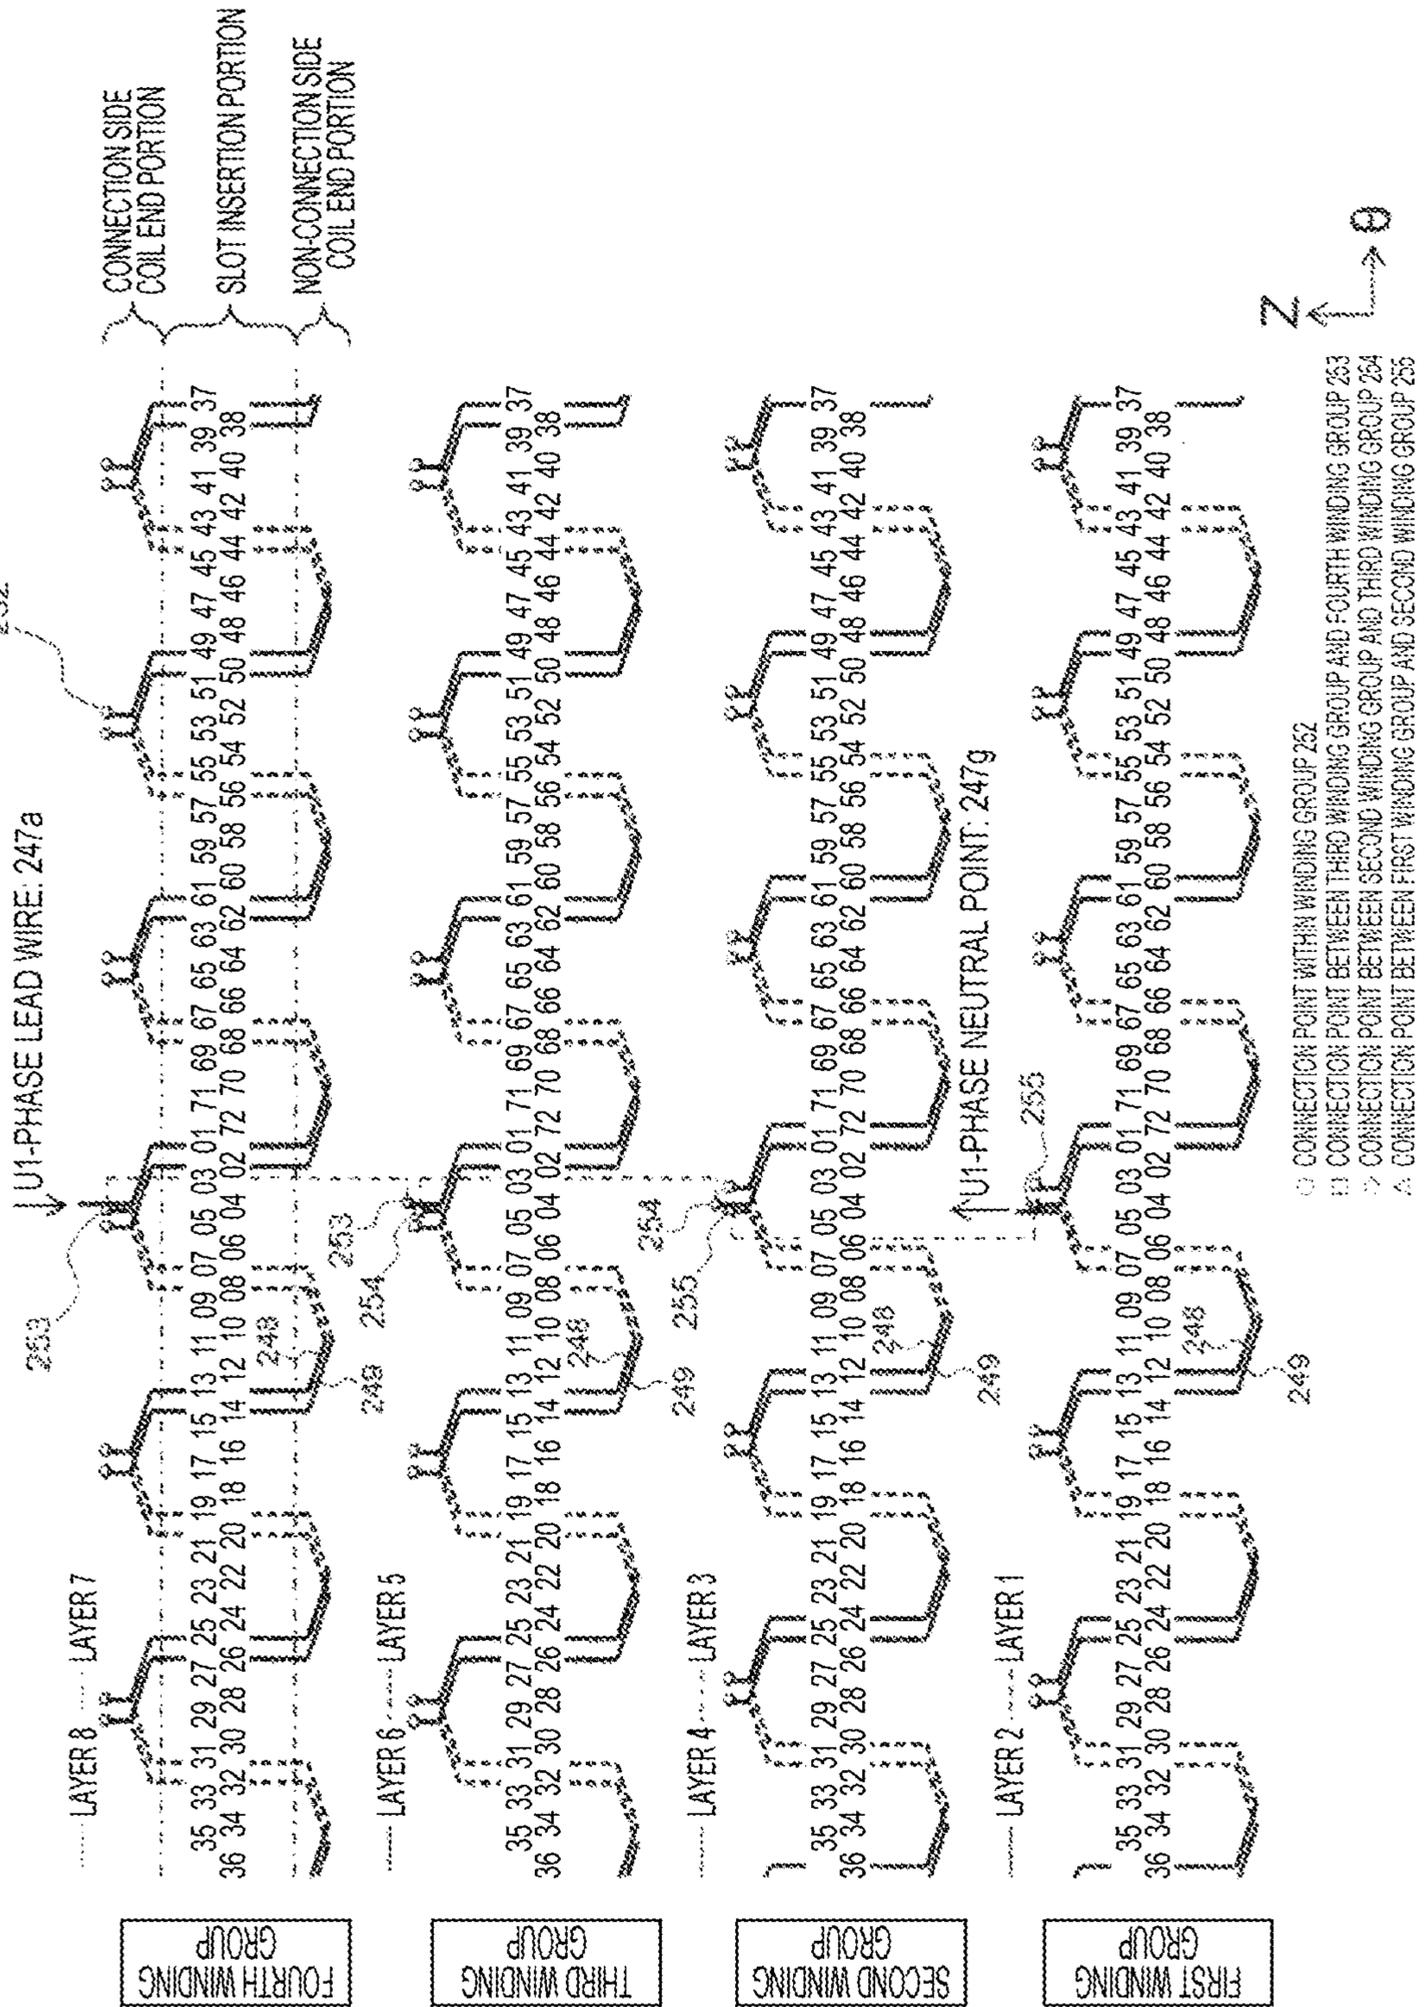 U1-PHASE LEAD WIRE: 247a
253
CONNECTION SIDE
COIL END PORTION
SLOT INSERTION PORTION
NON-CONNECTION SIDE
COIL END PORTION
FOURTH WINDING
GROUP
LAYER 8
LAYER 7
35 33 31 29 27 25 23 21 19 17 15 13 11 09 07 05 03 01 71 69 67 65 63 61 59 57 55 53 51 49 47 45 43 41 39 37
36 34 32 30 28 26 24 22 20 18 16 14 12 10 08 06 04 02 72 70 68 66 64 62 60 58 56 54 52 50 48 46 44 42 40 38
248
249
253
254
THIRD WINDING
GROUP
LAYER 6
LAYER 5
35 33 31 29 27 25 23 21 19 17 15 13 11 09 07 05 03 01 71 69 67 65 63 61 59 57 55 53 51 49 47 45 43 41 39 37
36 34 32 30 28 26 24 22 20 18 16 14 12 10 08 06 04 02 72 70 68 66 64 62 60 58 56 54 52 50 48 46 44 42 40 38
248
249
254
255
SECOND WINDING
GROUP
LAYER 4
LAYER 3
35 33 31 29 27 25 23 21 19 17 15 13 11 09 07 05 03 01 71 69 67 65 63 61 59 57 55 53 51 49 47 45 43 41 39 37
36 34 32 30 28 26 24 22 20 18 16 14 12 10 08 06 04 02 72 70 68 66 64 62 60 58 56 54 52 50 48 46 44 42 40 38
248
249
U1-PHASE NEUTRAL POINT: 247g
255
FIRST WINDING
GROUP
LAYER 2
LAYER 1
35 33 31 29 27 25 23 21 19 17 15 13 11 09 07 05 03 01 71 69 67 65 63 61 59 57 55 53 51 49 47 45 43 41 39 37
36 34 32 30 28 26 24 22 20 18 16 14 12 10 08 06 04 02 72 70 68 66 64 62 60 58 56 54 52 50 48 46 44 42 40 38
248
249
Z
θ
CONNECTION POINT WITHIN WINDING GROUP 252
CONNECTION POINT BETWEEN THIRD WINDING GROUP AND FOURTH WINDING GROUP 253
CONNECTION POINT BETWEEN SECOND WINDING GROUP AND THIRD WINDING GROUP 254
CONNECTION POINT BETWEEN FIRST WINDING GROUP AND SECOND WINDING GROUP 255